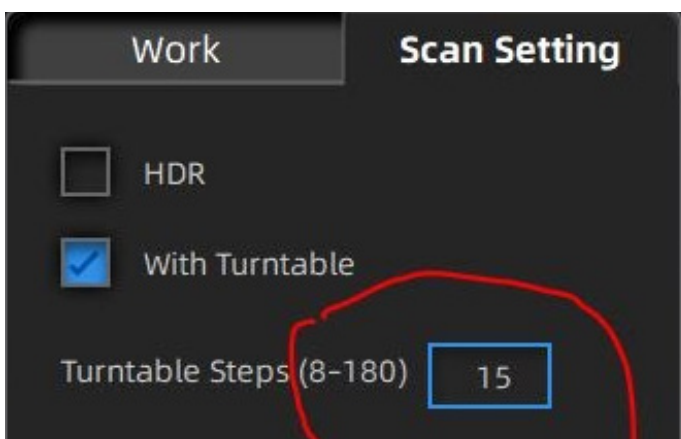 Work Scan Setting
HDR
With Turntable
Turntable Steps (8-180) 15